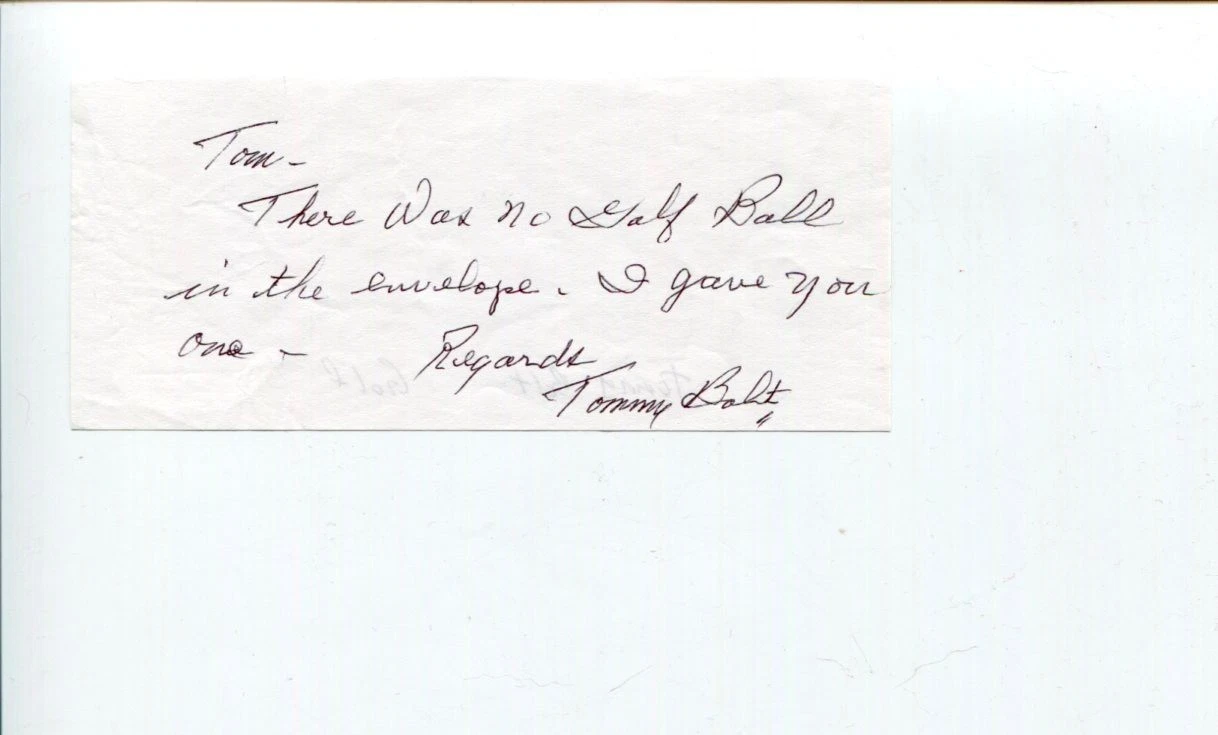 Tom -
There Was no Golf Ball
in the envelope. I gave you
one -
Regards
Tommy Bolt